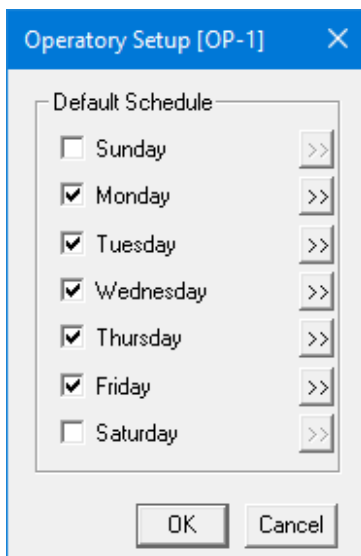 Operatory Setup [OP-1]
Default Schedule
Sunday >>
Monday >>
Tuesday >>
Wednesday >>
Thursday >>
Friday >>
Saturday >>
OK Cancel